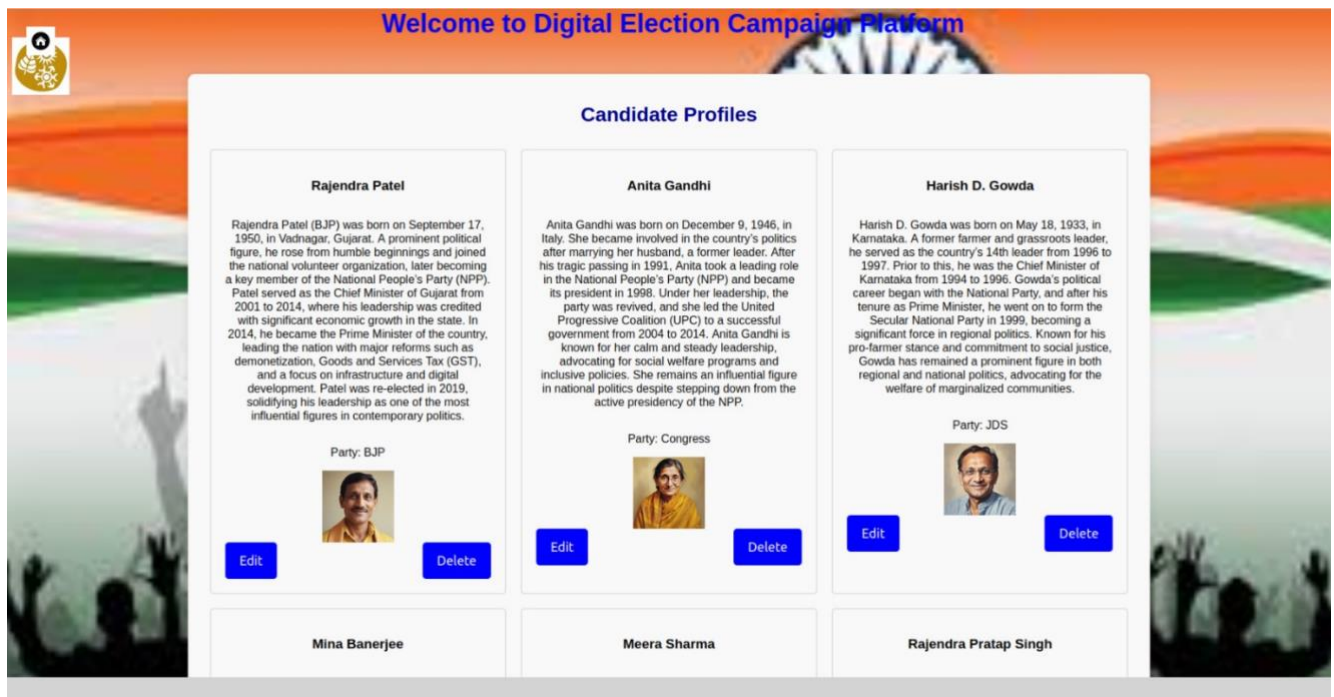 Welcome to Digital Election Campaign Platform
Candidate Profiles
Rajendra Patel
Rajendra Patel (BJP) was born on September 17,
1950, in Vadnagar, Gujarat. A prominent political
figure, he rose from humble beginnings and joined
the national volunteer organization, later becoming
a key member of the National People's Party (NPP).
Patel served as the Chief Minister of Gujarat from
2001 to 2014, where his leadership was credited
with significant economic growth in the state. In
2014, he became the Prime Minister of the country,
leading the nation with major reforms such as
demonetization, Goods and Services Tax (GST),
and a focus on infrastructure and digital
development. Patel was re-elected in 2019,
solidifying his leadership as one of the most
influential figures in contemporary politics.
Party: BJP
Edit
Delete
Anita Gandhi
Anita Gandhi was born on December 9, 1946, in
Italy. She became involved in the country's politics
after marrying her husband, a former leader. After
his tragic passing in 1991, Anita took a leading role
in the National People's Party (NPP) and became
its president in 1998. Under her leadership, the
party was revived, and she led the United
Progressive Coalition (UPC) to a successful
government from 2004 to 2014. Anita Gandhi is
known for her calm and steady leadership,
advocating for social welfare programs and
inclusive policies. She remains an influential figure
in national politics despite stepping down from the
active presidency of the NPP.
Party: Congress
Edit
Delete
Harish D. Gowda
Harish D. Gowda was born on May 18, 1933, in
Karnataka. A former farmer and grassroots leader,
he served as the country's 14th leader from 1996 to
1997. Prior to this, he was the Chief Minister of
Karnataka from 1994 to 1996. Gowda's political
career began with the National Party, and after his
tenure as Prime Minister, he went on to form the
Secular National Party in 1999, becoming a
significant force in regional politics. Known for his
pro-farmer stance and commitment to social justice,
Gowda has remained a prominent figure in both
regional and national politics, advocating for the
welfare of marginalized communities.
Party: JDS
Edit
Delete
Mina Banerjee
Meera Sharma
Rajendra Pratap Singh